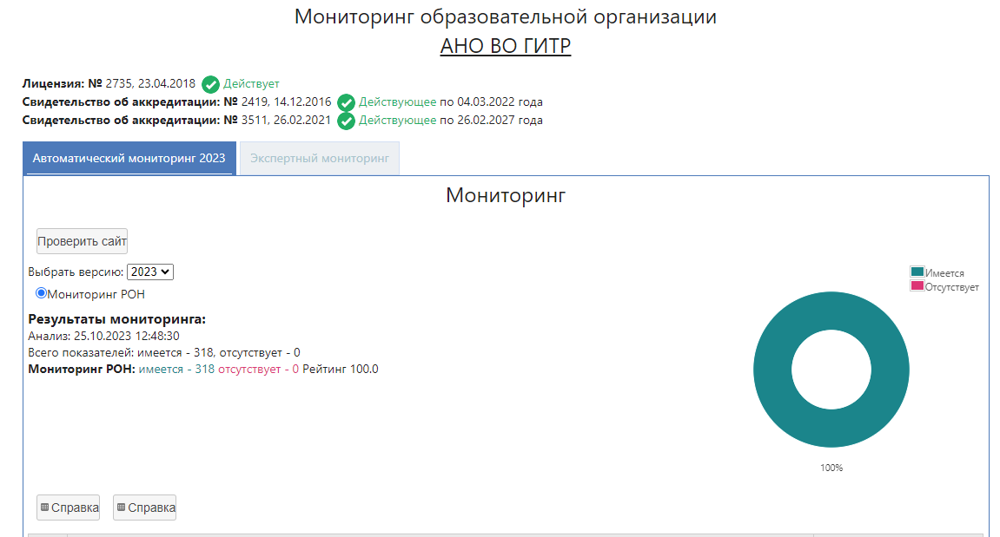 Мониторинг образовательной организации
АНО ВО ГИТР
Лицензия: № 2735, 23.04.2018 Действует
Свидетельство об аккредитации: № 2419, 14.12.2016 Действующее по 04.03.2022 года
Свидетельство об аккредитации: № 3511, 26.02.2021 Действующее по 26.02.2027 года
Автоматический мониторинг 2023 Экспертный мониторинг
Мониторинг
Проверить сайт
Выбрать версию: 2023
Мониторинг РОН
Результаты мониторинга:
Анализ: 25.10.2023 12:48:30
Всего показателей: имеется - 318, отсутствует - 0
Мониторинг РОН: имеется - 318 отсутствует - 0 Рейтинг 100.0
Имеется
Отсутствует
100%
Справка Справка